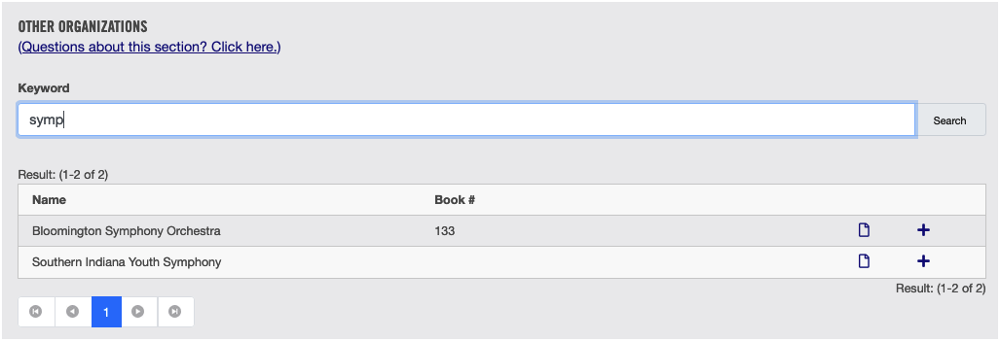 OTHER ORGANIZATIONS
(Questions about this section? Click here.)
Keyword
symp
Search
Result: (1-2 of 2)
Name Book #
Bloomington Symphony Orchestra 133
Southern Indiana Youth Symphony
Result: (1-2 of 2)
1